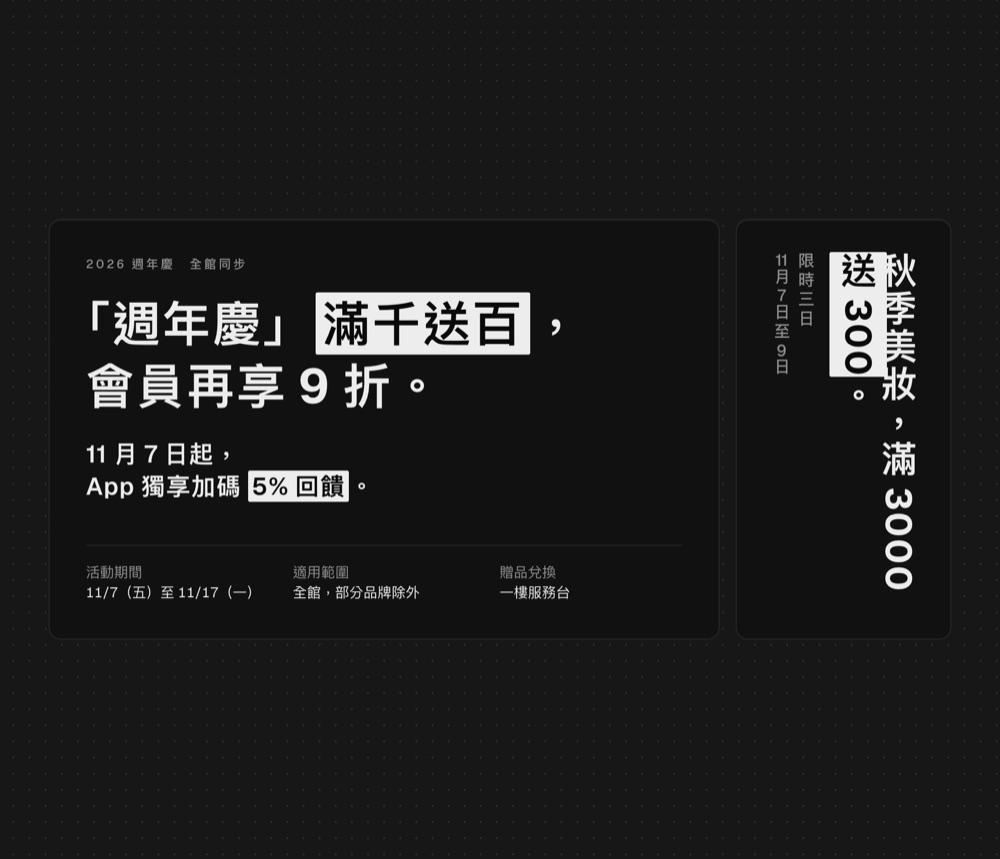 2026 週年慶　全館同步
「週年慶」滿千送百，
會員再享 9 折。
11 月 7 日起，
App 獨享加碼 5% 回饋。
活動期間
11/7（五）至 11/17（一）
適用範圍
全館，部分品牌除外
贈品兌換
一樓服務台
秋季美妝，滿 3000
送 300。
限時三日
11月7日至9日